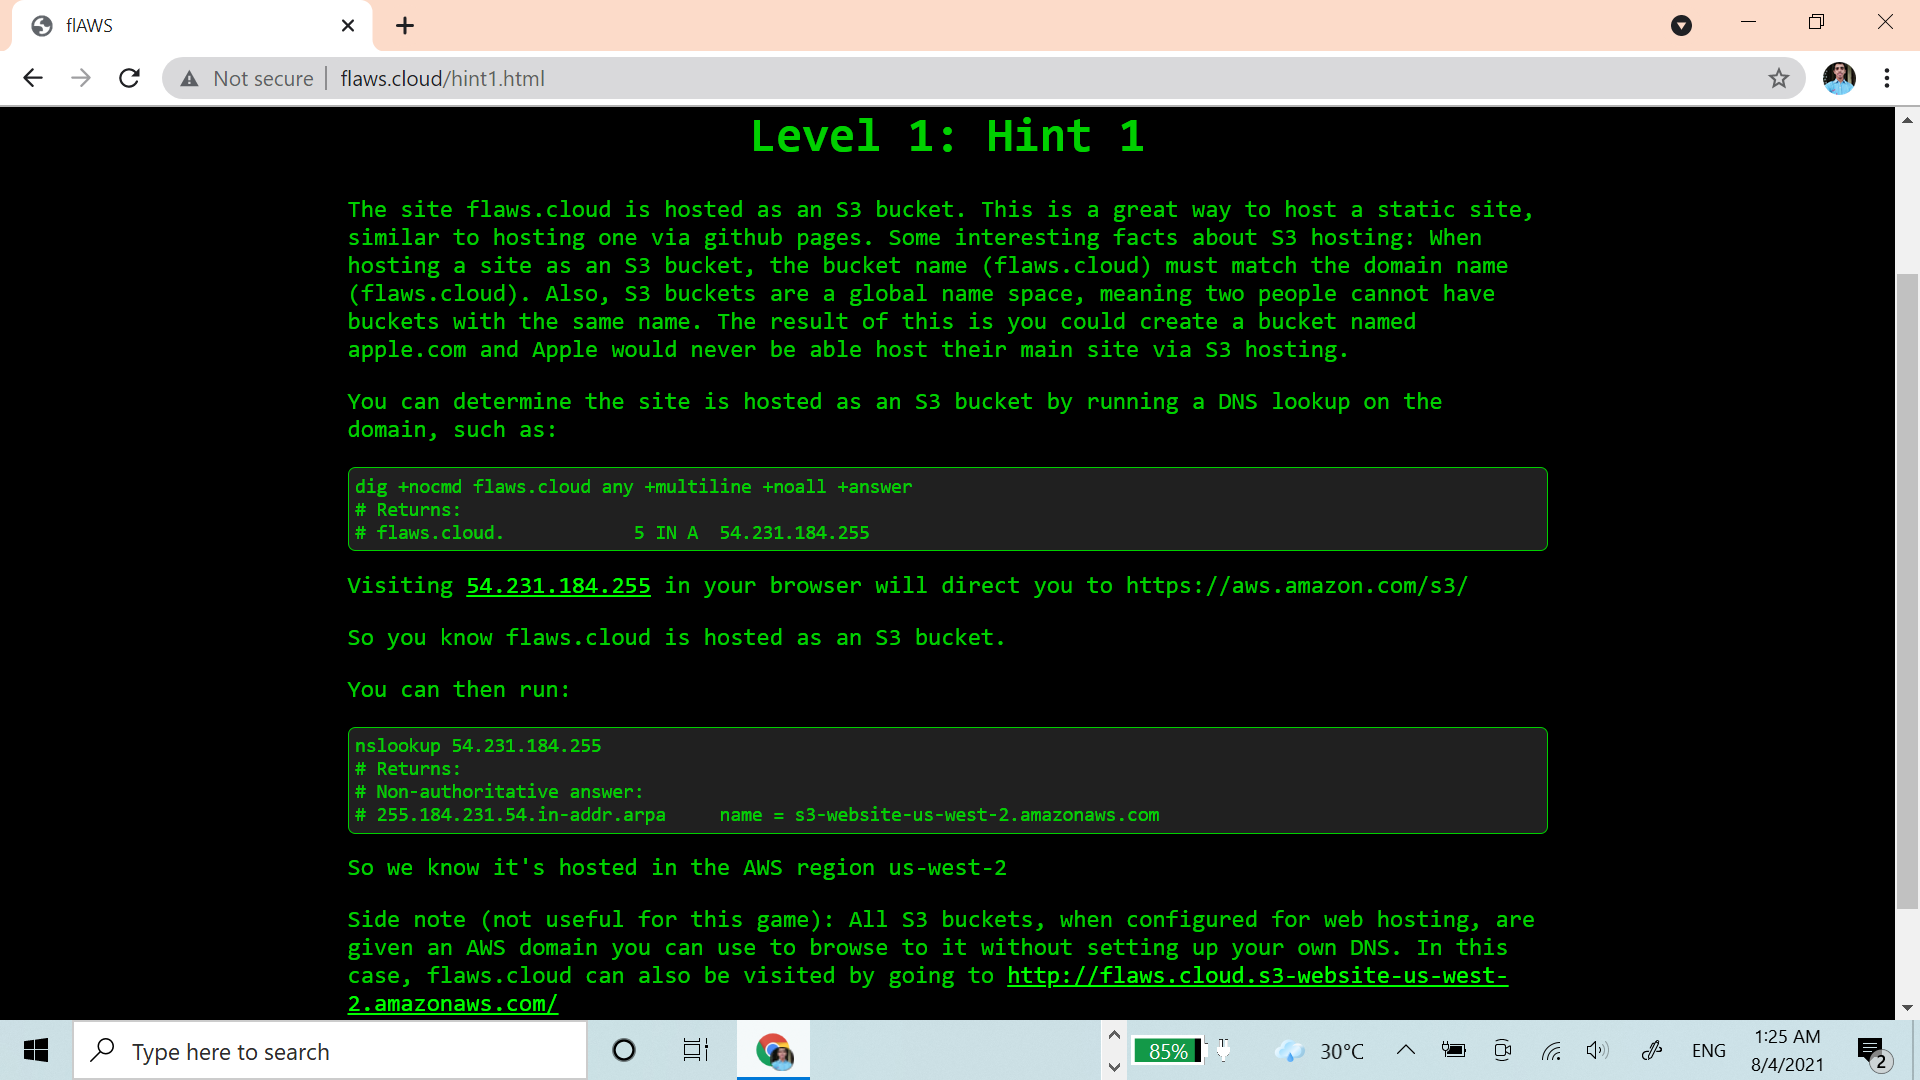 flAWS
Not secure | flaws.cloud/hint1.html
Level 1: Hint 1
The site flaws.cloud is hosted as an S3 bucket. This is a great way to host a static site,
similar to hosting one via github pages. Some interesting facts about S3 hosting: When
hosting a site as an S3 bucket, the bucket name (flaws.cloud) must match the domain name
(flaws.cloud). Also, S3 buckets are a global name space, meaning two people cannot have
buckets with the same name. The result of this is you could create a bucket named
apple.com and Apple would never be able host their main site via S3 hosting.
You can determine the site is hosted as an S3 bucket by running a DNS lookup on the
domain, such as:
dig +nocmd flaws.cloud any +multiline +noall +answer
# Returns:
# flaws.cloud.            5 IN A  54.231.184.255
Visiting 54.231.184.255 in your browser will direct you to https://aws.amazon.com/s3/
So you know flaws.cloud is hosted as an S3 bucket.
You can then run:
nslookup 54.231.184.255
# Returns:
# Non-authoritative answer:
# 255.184.231.54.in-addr.arpa     name = s3-website-us-west-2.amazonaws.com
So we know it's hosted in the AWS region us-west-2
Side note (not useful for this game): All S3 buckets, when configured for web hosting, are
given an AWS domain you can use to browse to it without setting up your own DNS. In this
case, flaws.cloud can also be visited by going to http://flaws.cloud.s3-website-us-west-
2.amazonaws.com/
Type here to search
85%
30°C
ENG
1:25 AM
8/4/2021
2